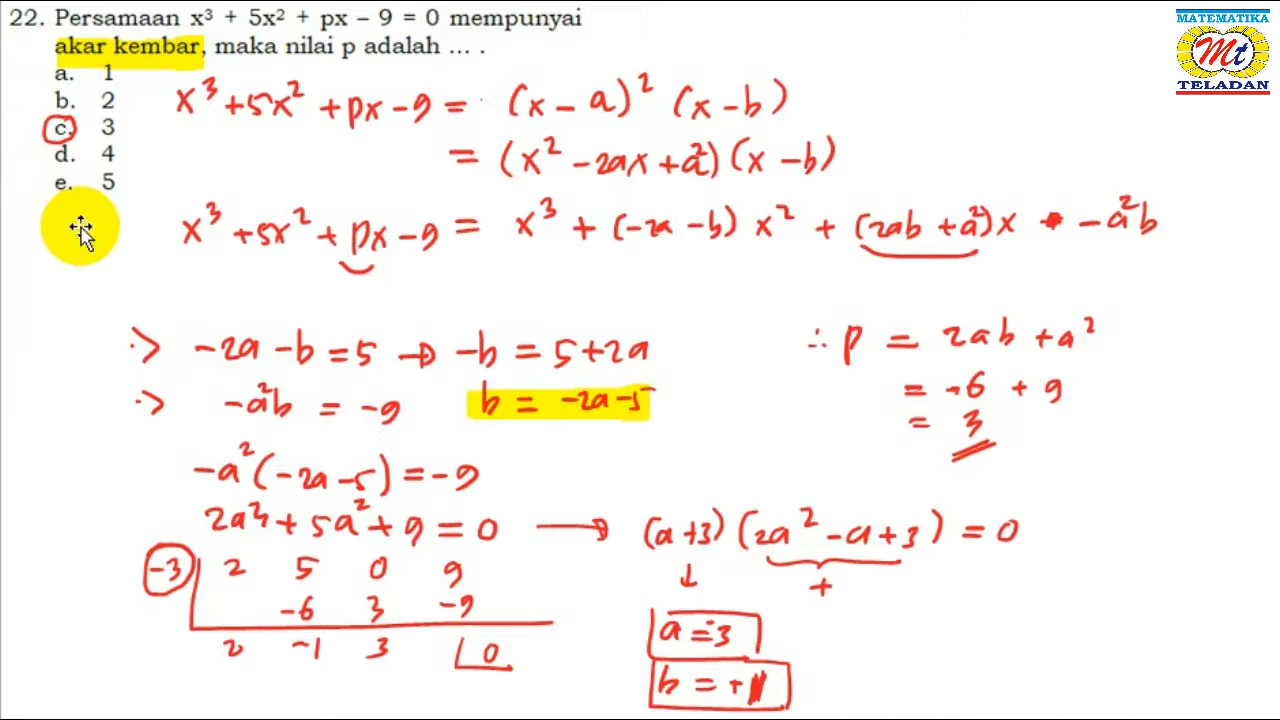 22. Persamaan x³ + 5x² + px – 9 = 0 mempunyai
akar kembar, maka nilai p adalah ... .
a. 1
b. 2
c. 3
d. 4
e. 5
MATEMATIKA
Mt
TELADAN
x³ + 5x² + px - 9 = (x - a)² (x - b)
= (x² - 2ax + a²) (x - b)
x³ + 5x² + px - 9 = x³ + (-2a - b) x² + (2ab + a²)x - a²b
-2a - b = 5 → -b = 5 + 2a
-a²b = -9 b = -2a - 5
-a² (-2a - 5) = -9
2a³ + 5a² + 9 = 0 → (a + 3) (2a² - a + 3) = 0
-3 2 5 0 9
-6 3 -9
2 -1 3 0
+
a = -3
b = +1
∴ p = 2ab + a²
= -6 + 9
= 3